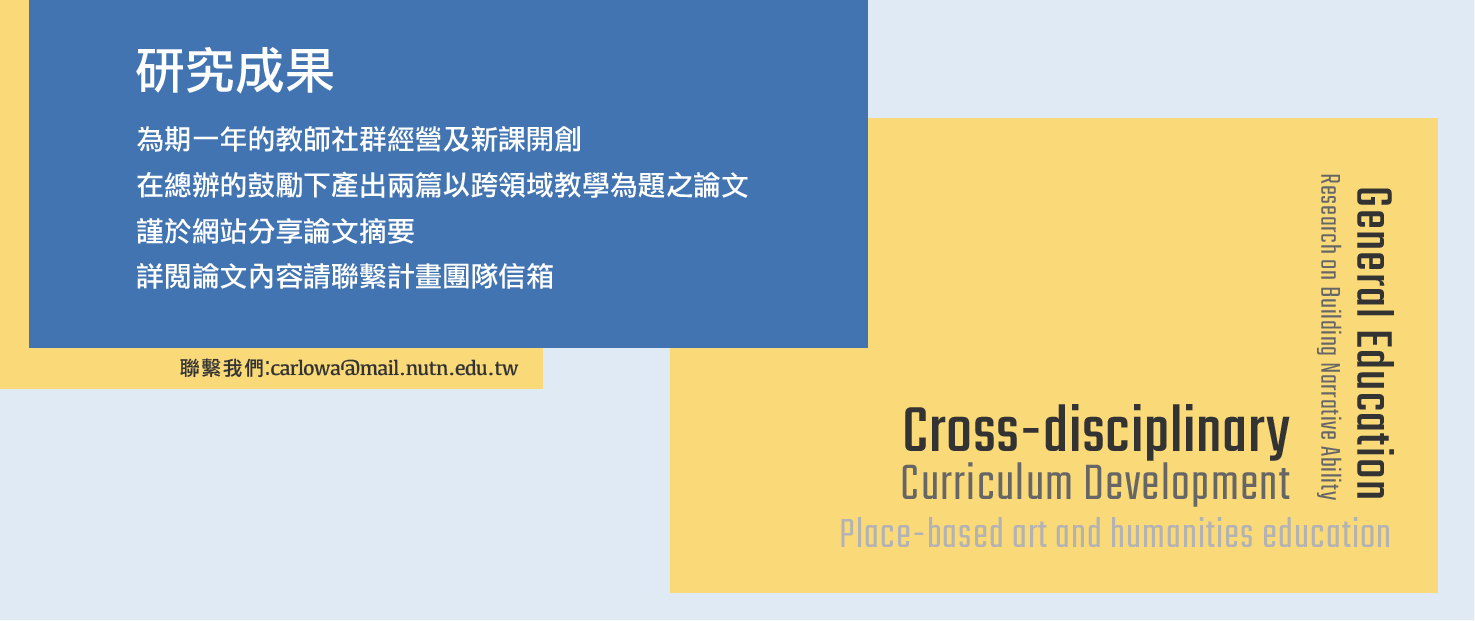 研究成果
為期一年的教師社群經營及新課開創
在總辦的鼓勵下產出兩篇以跨領域教學為題之論文
謹於網站分享論文摘要
詳閱論文內容請聯繫計畫團隊信箱
聯繫我們:carlowa@mail.nutn.edu.tw
General Education
Research on Building Narrative Ability
Cross-disciplinary
Curriculum Development
Place-based art and humanities education